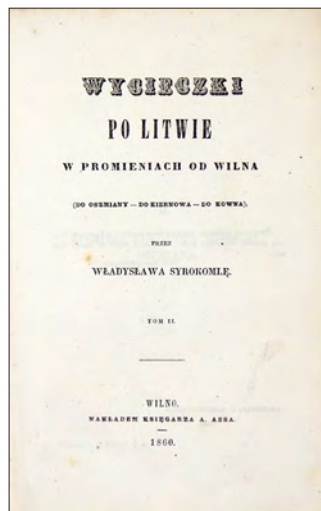 WYCIECZKI
PO LITWIE
W PROMIENIACH OD WILNA
(DO OSZMIANY — DO KIERNOWA — DO KOWNA).
PRZEZ
WŁADYSŁAWA SYROKOMLĘ.
TOM II.
WILNO.
NAKŁADEM KSIĘGARZA A. ASSA.
1860.